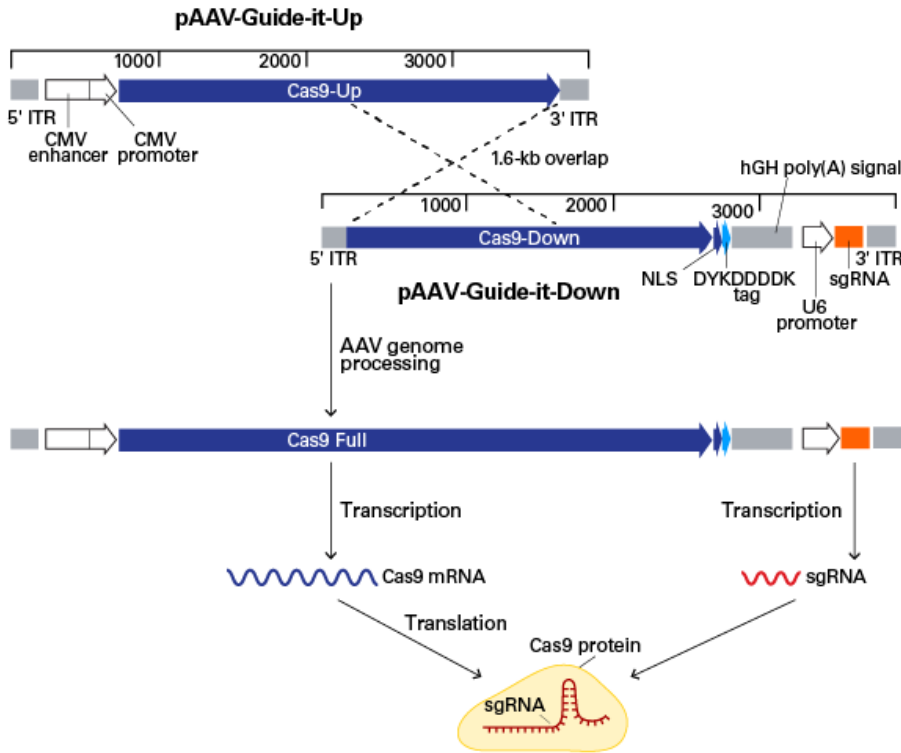 pAAV-Guide-it-Up
1000 2000 3000
Cas9-Up
5' ITR
CMV
enhancer
CMV
promoter
3' ITR
1.6-kb overlap
hGH poly(A) signal
1000 2000 3000
Cas9-Down
5' ITR
NLS
DYKDDDDK
tag
U6
promoter
sgRNA
3' ITR
pAAV-Guide-it-Down
AAV genome
processing
Cas9 Full
Transcription
Transcription
Cas9 mRNA
sgRNA
Translation
Cas9 protein
sgRNA